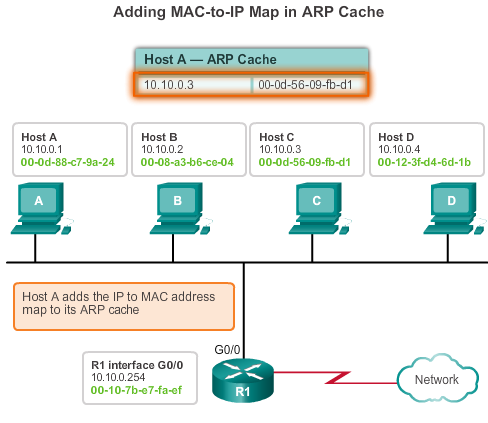 Adding MAC-to-IP Map in ARP Cache
Host A — ARP Cache
10.10.0.3 00-0d-56-09-fb-d1
Host A
10.10.0.1
00-0d-88-c7-9a-24
Host B
10.10.0.2
00-08-a3-b6-ce-04
Host C
10.10.0.3
00-0d-56-09-fb-d1
Host D
10.10.0.4
00-12-3f-d4-6d-1b
A
B
C
D
Host A adds the IP to MAC address
map to its ARP cache
G0/0
R1 interface G0/0
10.10.0.254
00-10-7b-e7-fa-ef
R1
Network